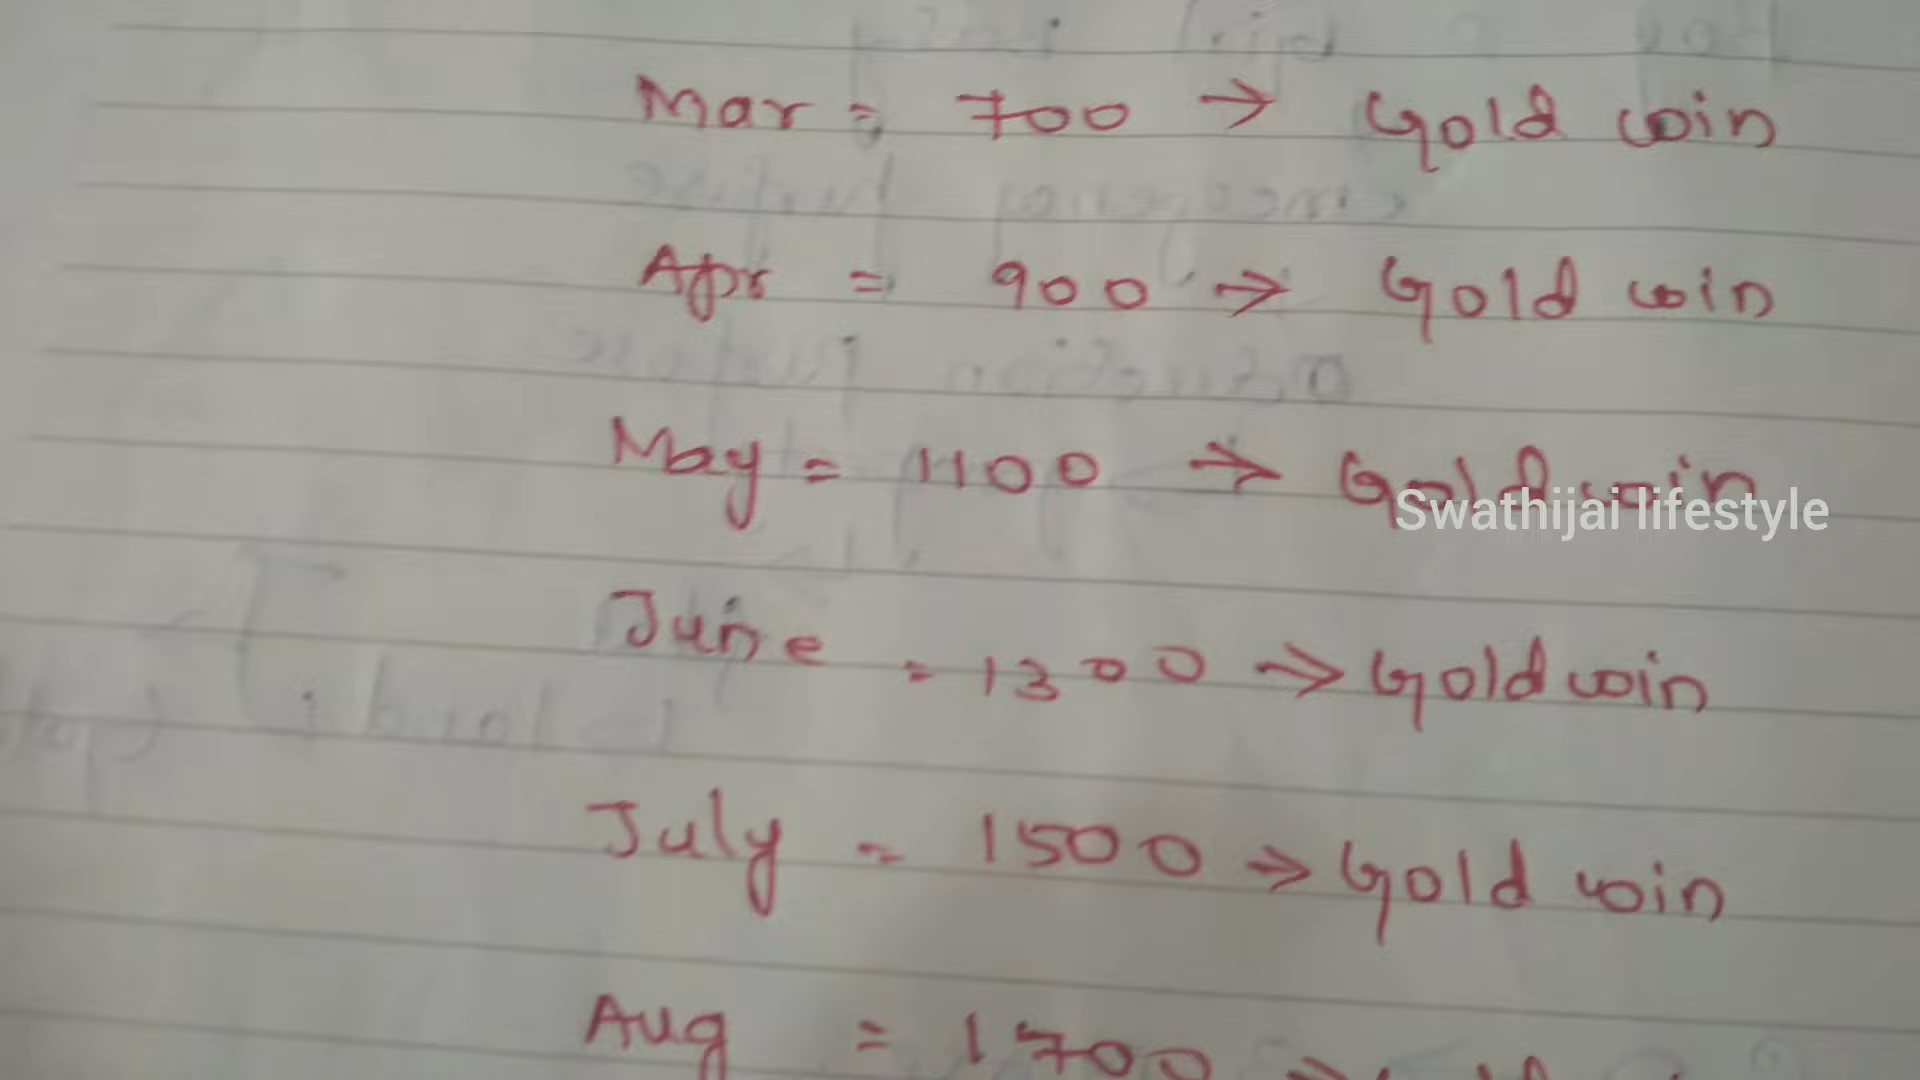 Mar = 700 → Gold coin
Apr = 900 → Gold coin
May = 1100 → Gold coin
Swathijai lifestyle
June = 1300 → Gold coin
July = 1500 → Gold coin
Aug = 1700 →